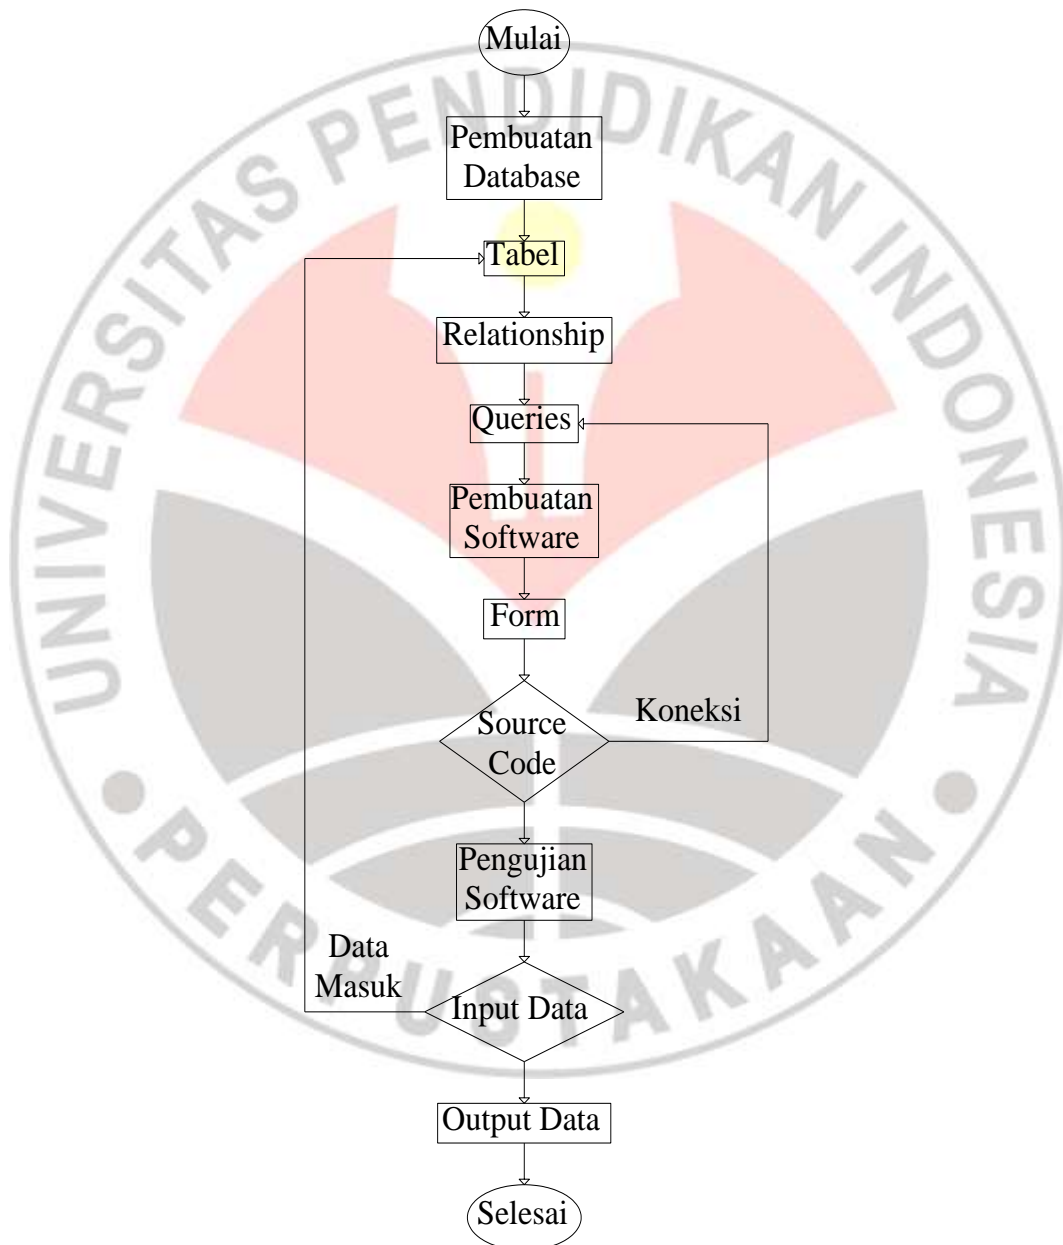 Mulai
UNIVERSITAS PENDIDIKAN INDONESIA
Pembuatan
Database
Tabel
Relationship
Queries
Pembuatan
Software
Form
Source
Code
Koneksi
Pengujian
Software
Data
Masuk
Input Data
PERPUSTAKAAN
Output Data
Selesai